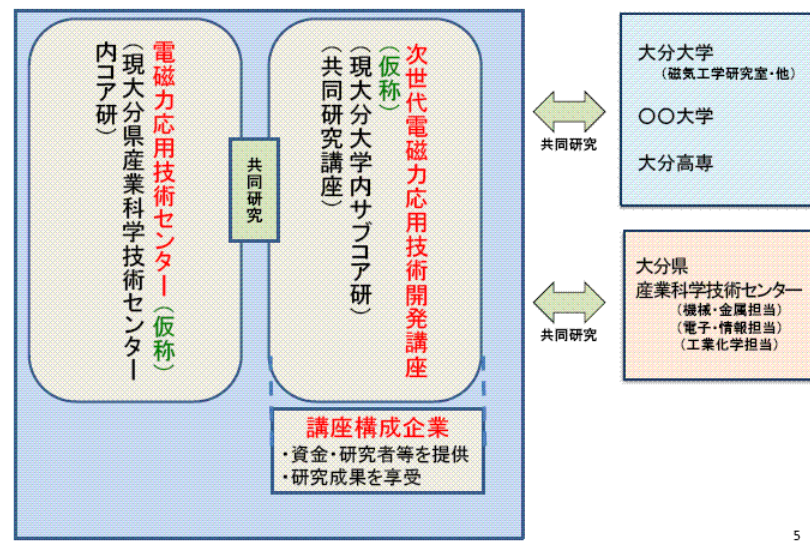 電磁力応用技術センター(仮称)
(現大分県産業科学技術センター
内コア研)
共同研究
次世代電磁力応用技術開発講座
(仮称)
(現大分大学内サブコア研)
(共同研究講座)
講座構成企業
・資金・研究者等を提供
・研究成果を享受
共同研究
大分大学
(磁気工学研究室・他)
〇〇大学
大分高専
共同研究
大分県
産業科学技術センター
(機械・金属担当)
(電子・情報担当)
(工業化学担当)
5